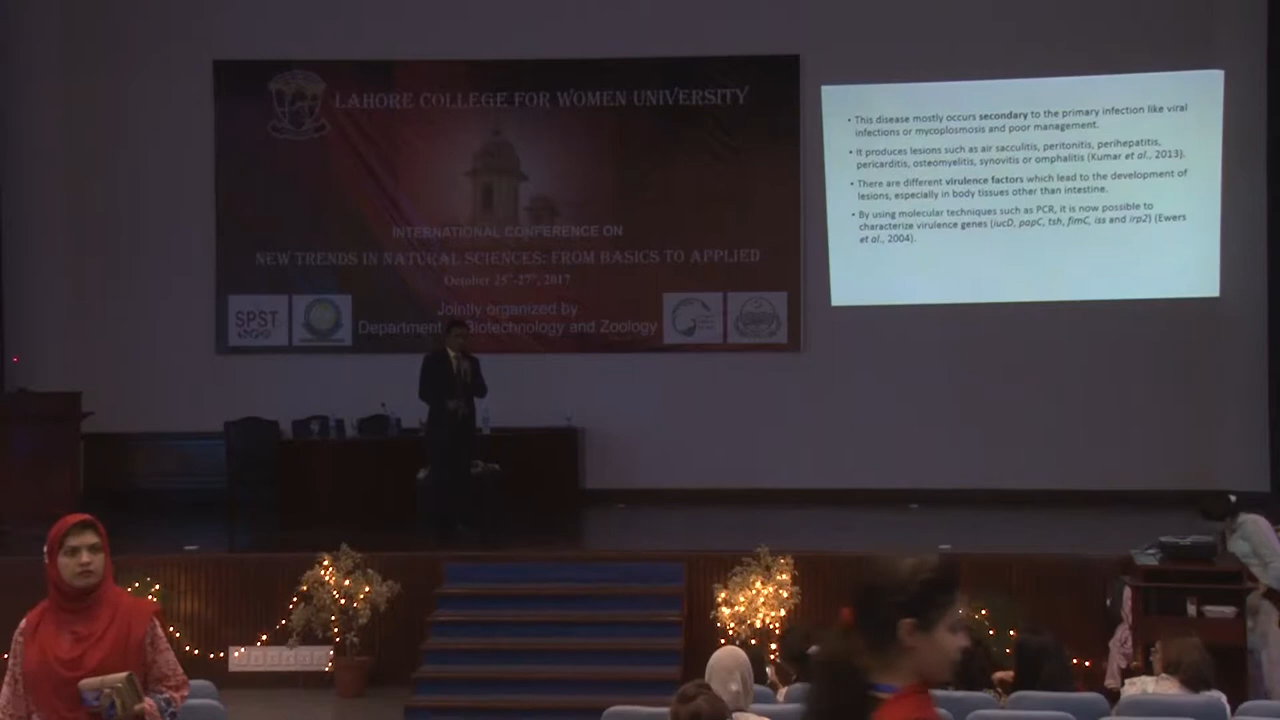 LAHORE COLLEGE FOR WOMEN UNIVERSITY
INTERNATIONAL CONFERENCE ON
NEW TRENDS IN NATURAL SCIENCES: FROM BASICS TO APPLIED
October 25th-27th, 2017
Jointly organized by
Department of Biotechnology and Zoology
SPST
• This disease mostly occurs secondary to the primary infection like viral
infections or mycoplosmosis and poor management.
• It produces lesions such as air sacculitis, peritonitis, perihepatitis,
pericarditis, osteomyelitis, synovitis or omphalitis (Kumar et al., 2013).
• There are different virulence factors which lead to the development of
lesions, especially in body tissues other than intestine.
• By using molecular techniques such as PCR, it is now possible to
characterize virulence genes (iucD, papC, tsh, fimC, iss and irp2) (Ewers
et al., 2004).